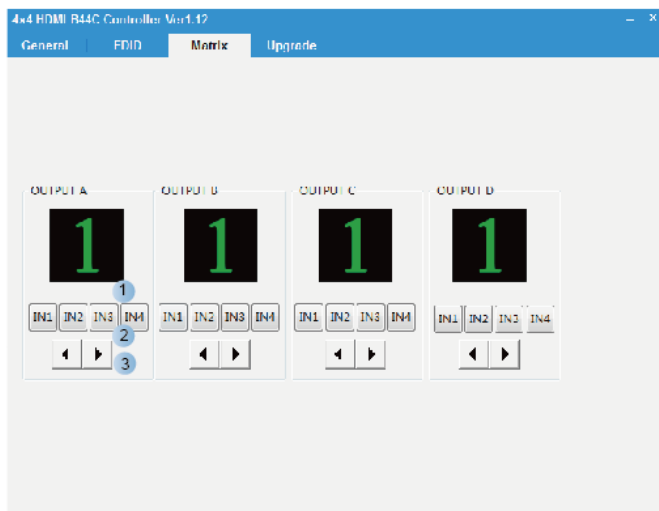 4x4 HDMI B44C Controller Ver1.12
General EDID Matrix Upgrade
OUTPUT A OUTPUT B OUTPUT C OUTPUT D
1 1 1 1
1
IN1 IN2 IN3 IN4 IN1 IN2 IN3 IN4 IN1 IN2 IN3 IN4 IN1 IN2 IN3 IN4
2
3